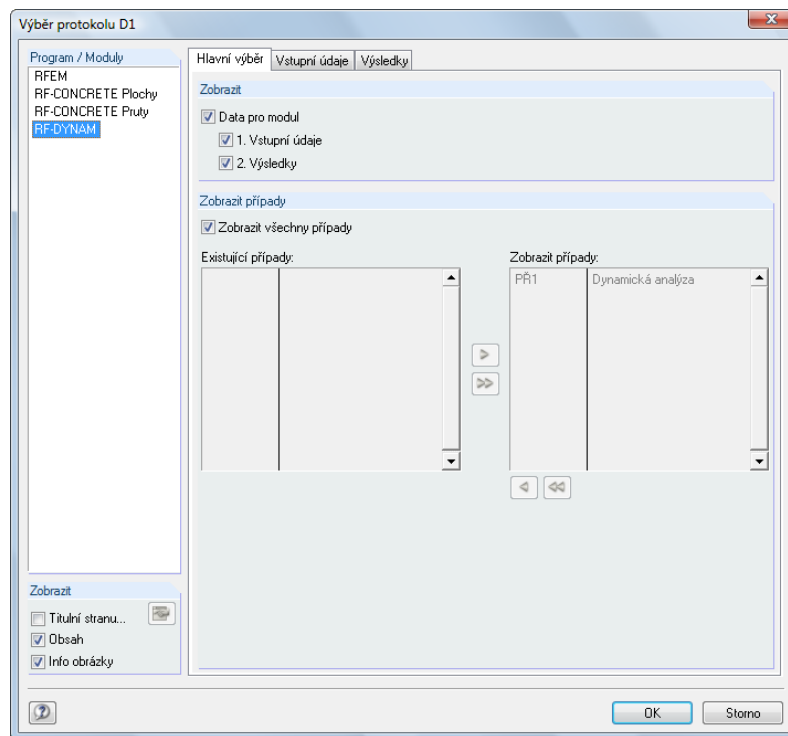 Výběr protokolu D1
Program / Moduly
RFEM
RF-CONCRETE Plochy
RF-CONCRETE Pruty
RF-DYNAM
Zobrazit
Titulní stranu...
Obsah
Info obrázky
Hlavní výběr Vstupní údaje Výsledky
Zobrazit
Data pro modul
1. Vstupní údaje
2. Výsledky
Zobrazit případy
Zobrazit všechny případy
Existující případy:
Zobrazit případy:
PŘ1 Dynamická analýza
OK Storno